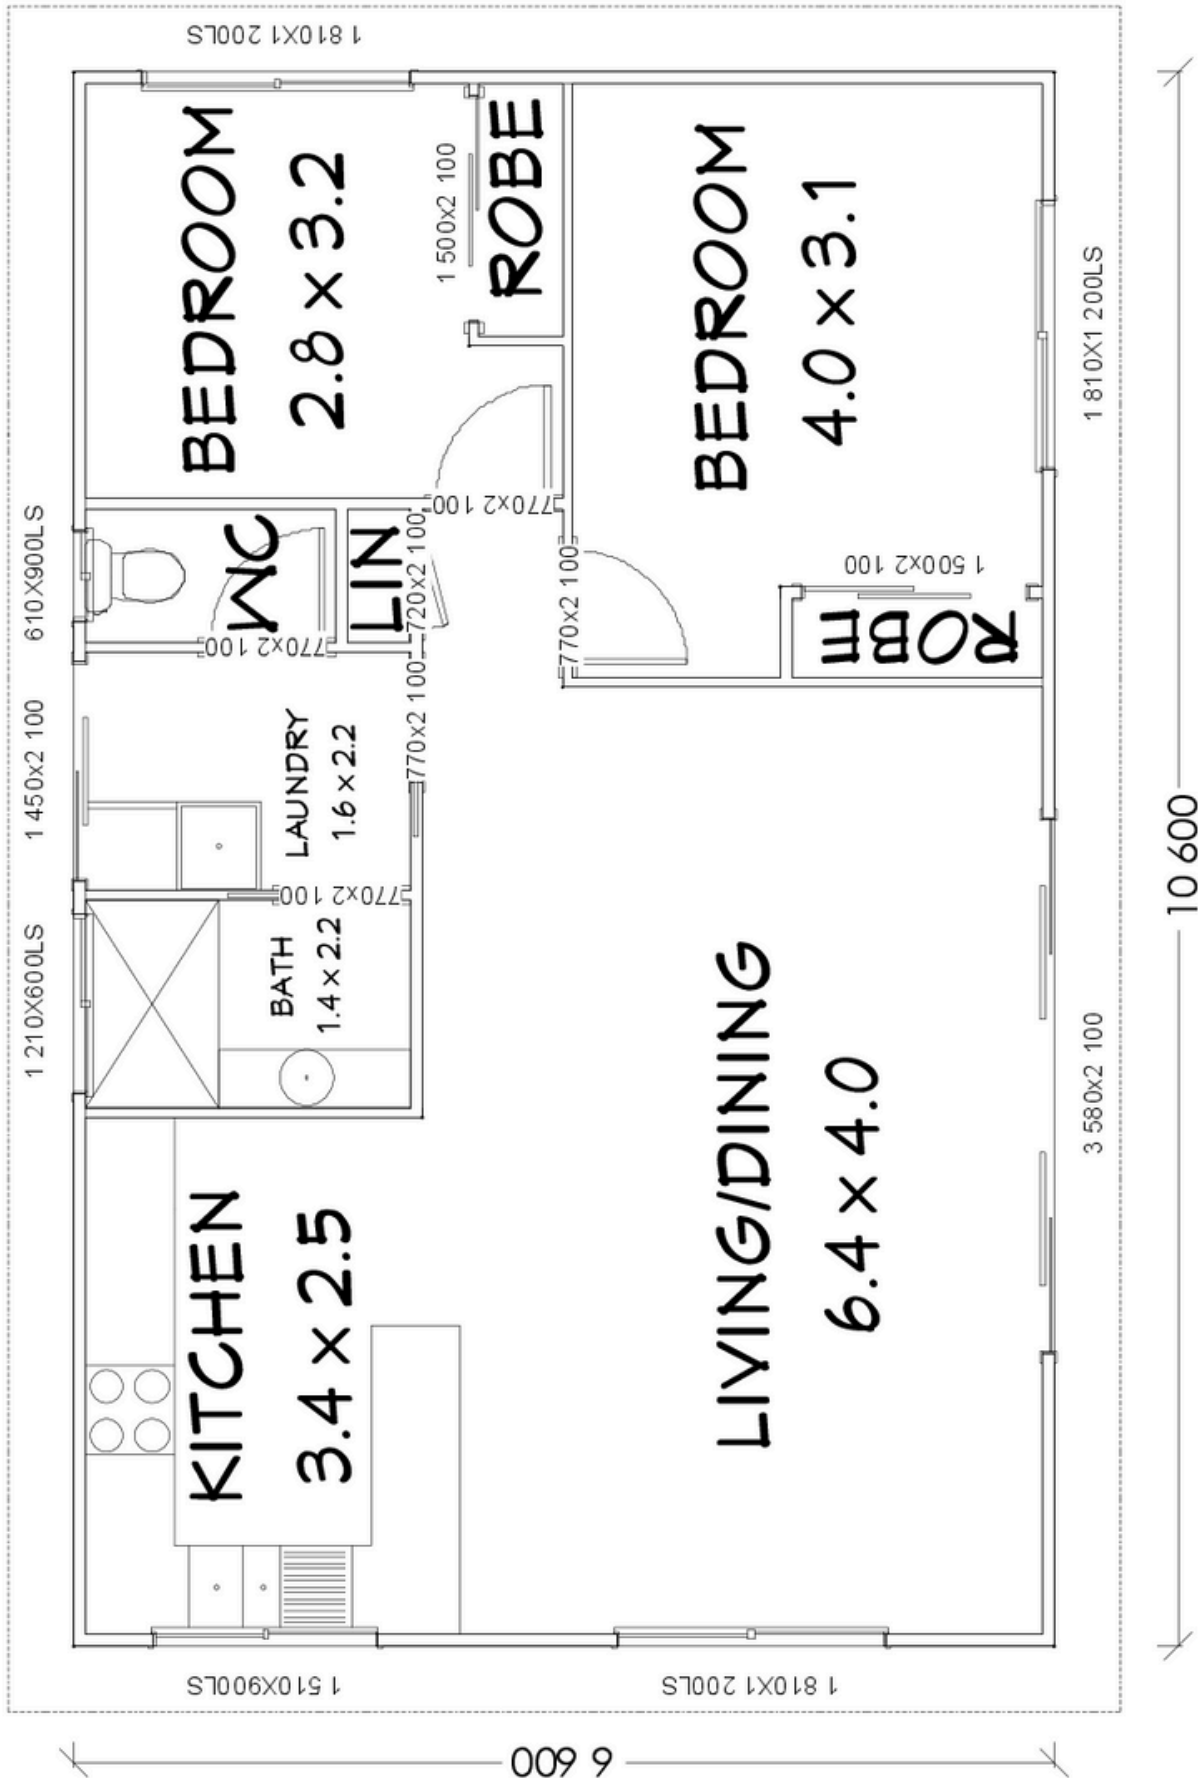 1 810X1 200LS
BEDROOM
2.8 x 3.2
1 500x2 100
ROBE
BEDROOM
4.0 x 3.1
1 810X1 200LS
770x2 100
610X900LS
WC
LIN
720x2 100
770x2 100
770x2 100
1 500x2 100
ROBE
1 450x2 100
LAUNDRY
1.6 x 2.2
770x2 100
770x2 100
10 600
1 210X600LS
BATH
1.4 x 2.2
LIVING/DINING
6.4 x 4.0
3 580x2 100
KITCHEN
3.4 x 2.5
1 510X900LS
1 810X1 200LS
6 600